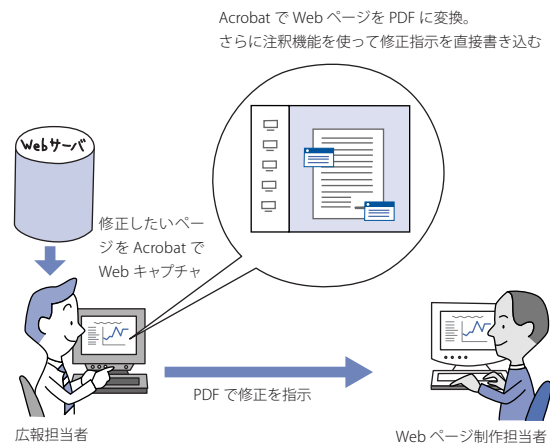 Acrobat で Web ページを PDF に変換。
さらに注釈機能を使って修正指示を直接書き込む
Webサーバ
修正したいペー
ジを Acrobat で
Web キャプチャ
PDF で修正を指示
広報担当者
Web ページ制作担当者